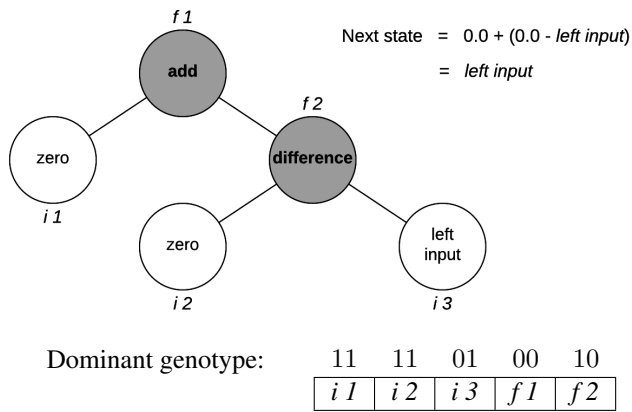 f 1
add
Next state = 0.0 + (0.0 - left input)
= left input
f 2
zero
difference
i 1
zero
left
input
i 2
i 3
Dominant genotype: 11 11 01 00 10
i 1 i 2 i 3 f 1 f 2